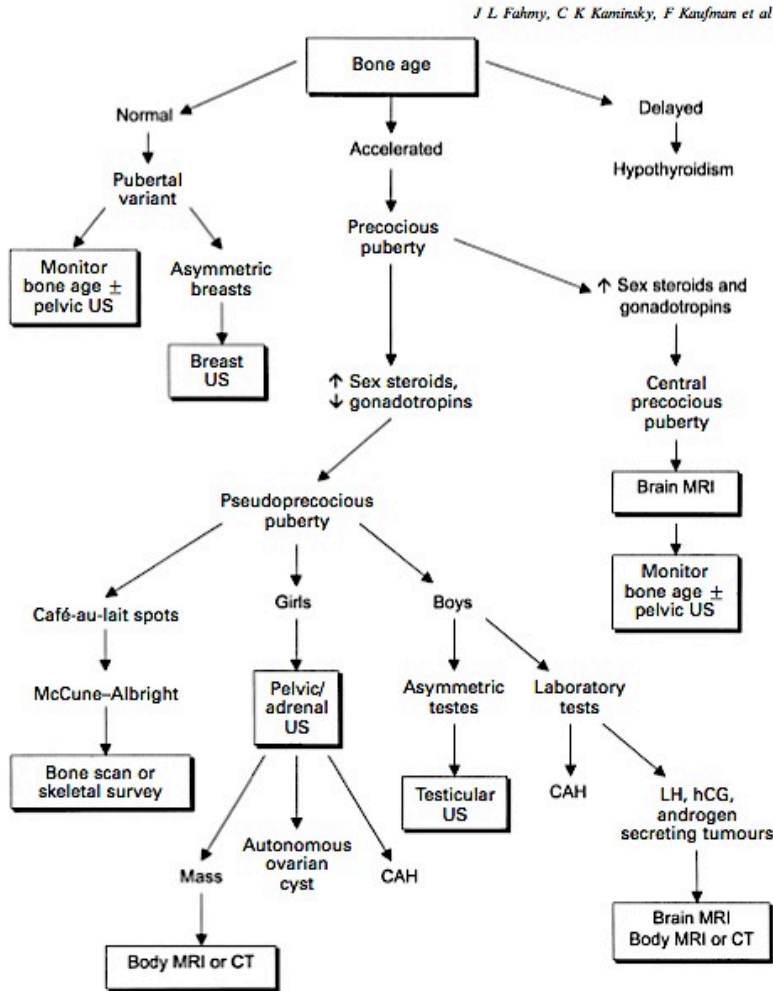 J L Fahmy, C K Kaminsky, F Kaufman et al
Bone age
Normal
Accelerated
Delayed
Hypothyroidism
Pubertal
variant
Precocious
puberty
Monitor
bone age ±
pelvic US
Asymmetric
breasts
Breast
US
↑ Sex steroids and
gonadotropins
↑ Sex steroids,
↓ gonadotropins
Central
precocious
puberty
Brain MRI
Monitor
bone age ±
pelvic US
Pseudoprecocious
puberty
Café-au-lait spots
Girls
Boys
McCune–Albright
Pelvic/
adrenal
US
Asymmetric
testes
Laboratory
tests
Bone scan or
skeletal survey
Testicular
US
CAH
LH, hCG,
androgen
secreting tumours
Mass
Autonomous
ovarian
cyst
CAH
Body MRI or CT
Brain MRI
Body MRI or CT